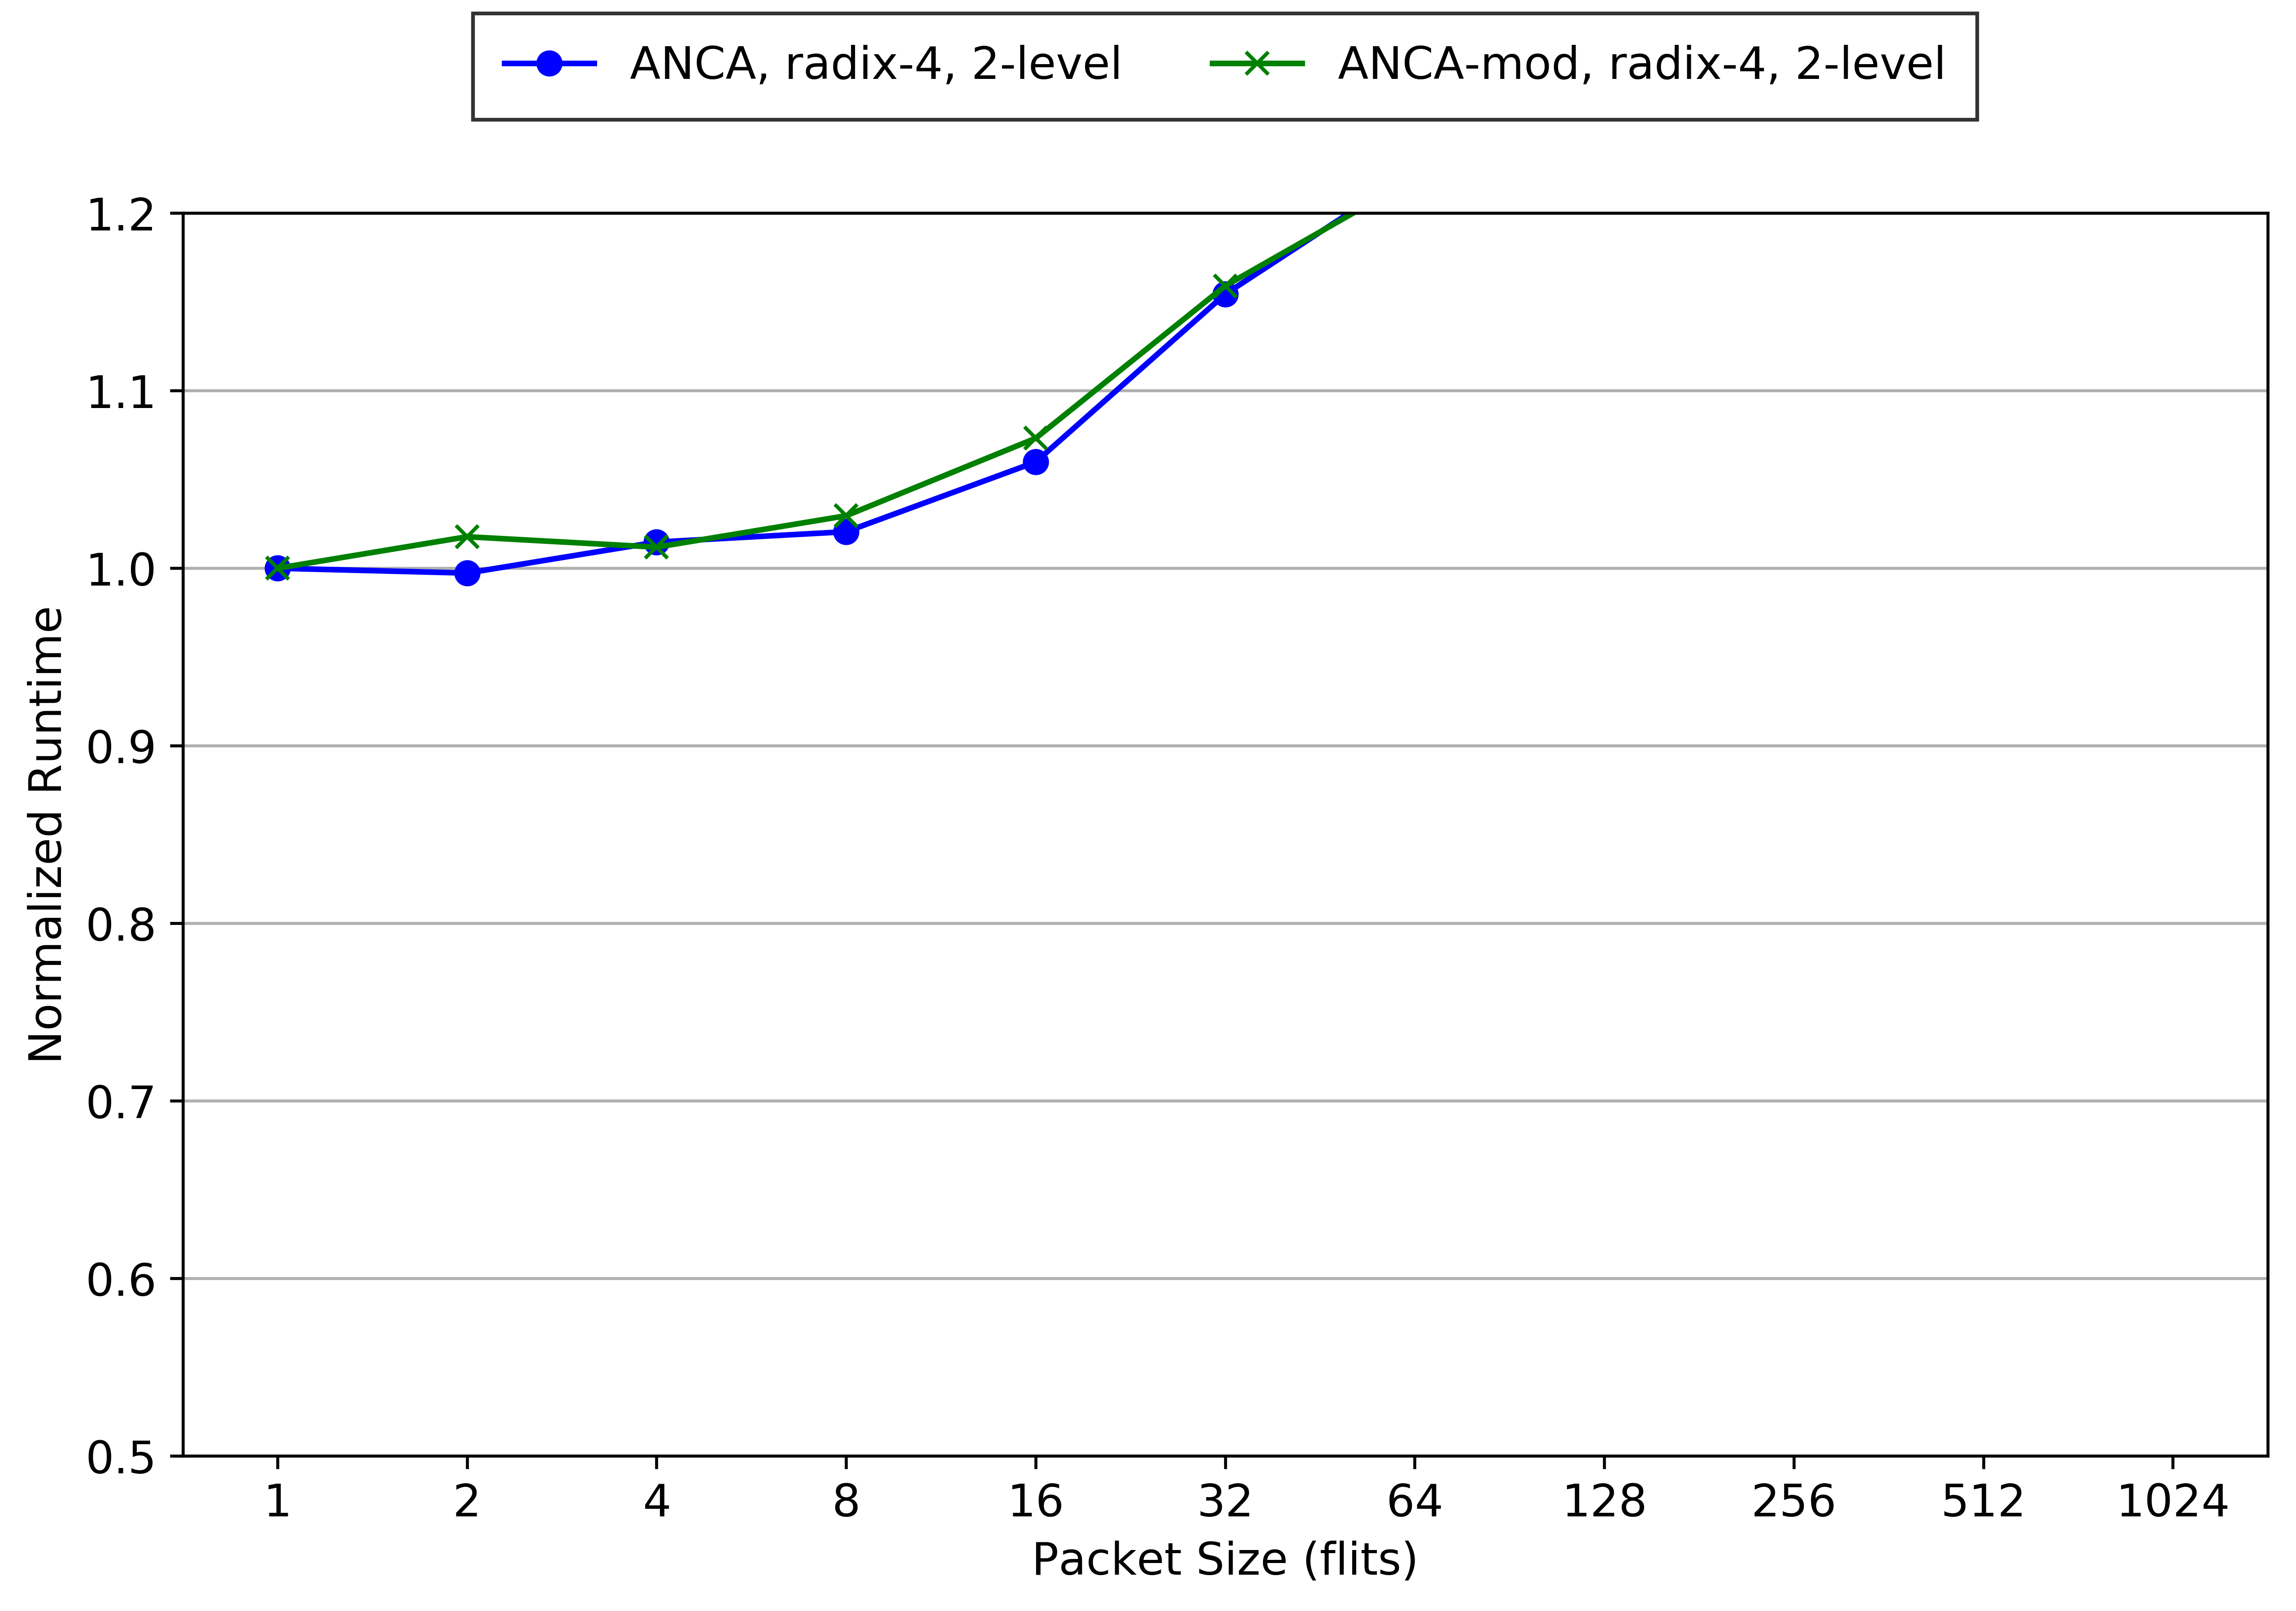 ANCA, radix-4, 2-level
ANCA-mod, radix-4, 2-level
1.2
1.1
1.0
0.9
0.8
0.7
0.6
0.5
Normalized Runtime
1 2 4 8 16 32 64 128 256 512 1024
Packet Size (flits)